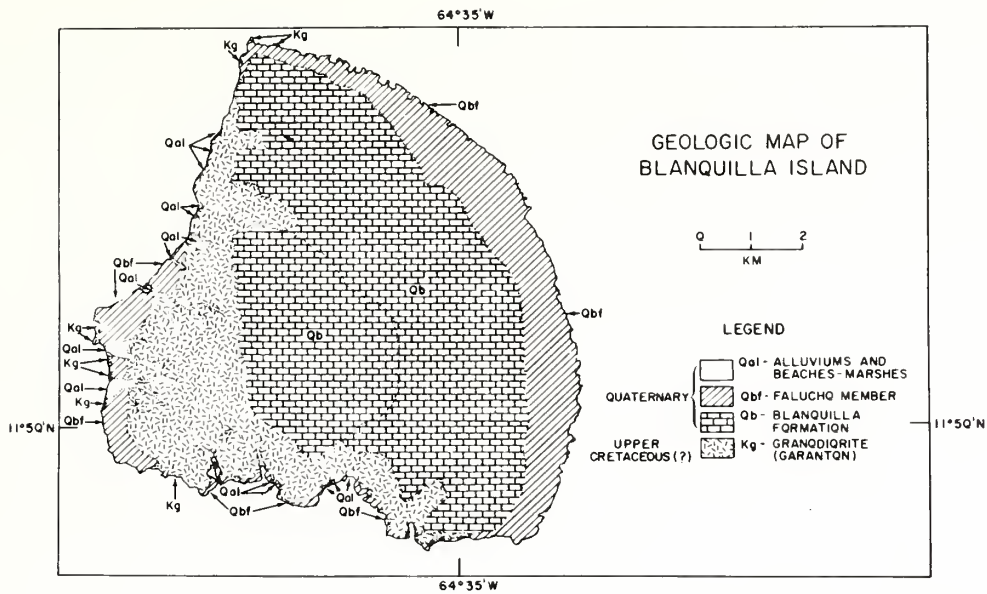 64°35'W
Kg
Kg
Qbf
Qal
GEOLOGIC MAP OF
BLANQUILLA ISLAND
Qal
Qal
0 1 2
KM
Qbf
Qal
Qb
Qbf
Qb
Kg
Qal
Kg
Qal
Kg
Qbf
LEGEND
QUATERNARY
Qal - ALLUVIUMS AND
BEACHES-MARSHES
Qbf - FALUCHO MEMBER
Qb - BLANQUILLA
FORMATION
UPPER
CRETACEOUS(?)
Kg - GRANODIORITE
(GARANTON)
11°50'N
11°50'N
Qal
Qal
Kg
Qbf
Qbf
64°35'W